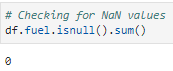 # Checking for NaN values
df.fuel.isnull().sum()
0